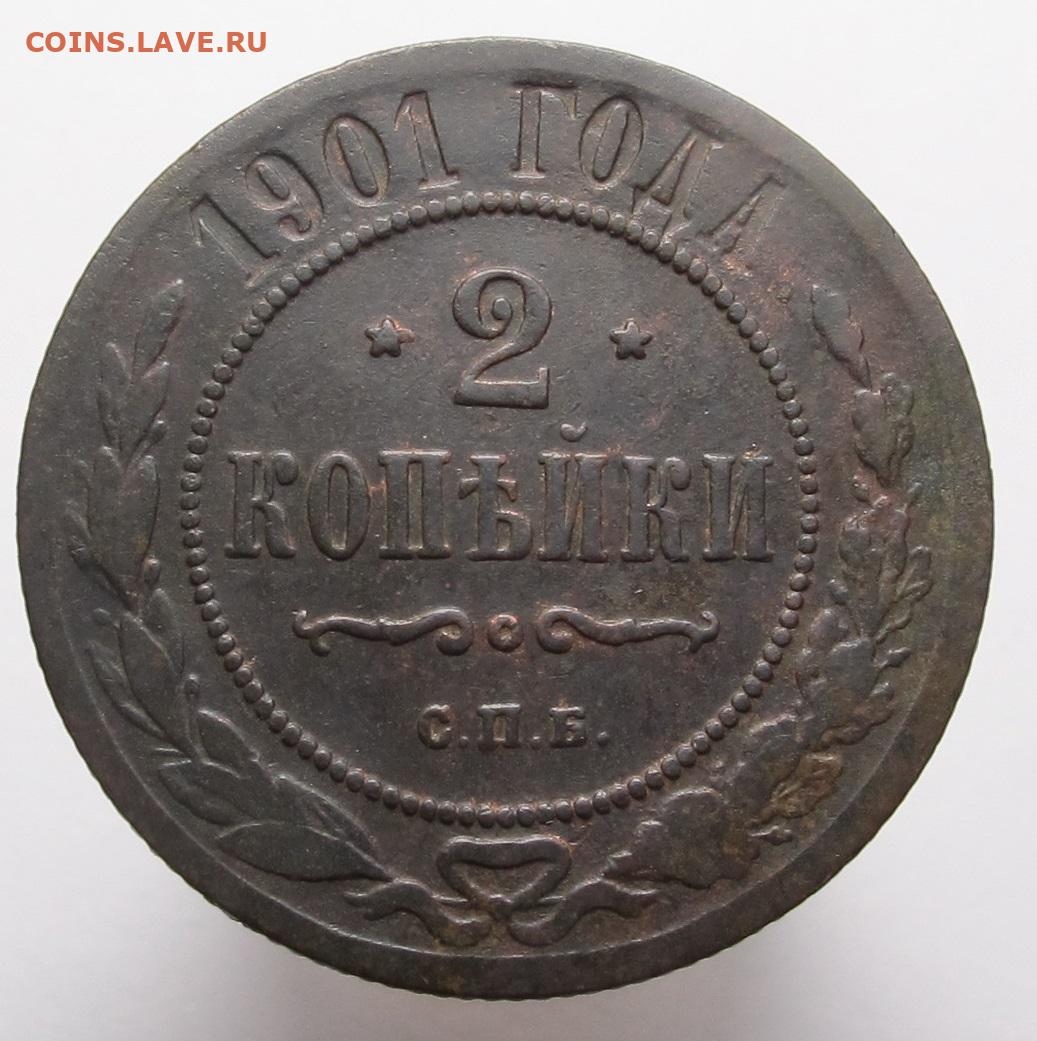 COINS.LAVE.RU
1901 ГОДА
* 2 *
КОПѢЙКИ
С.П.Б.